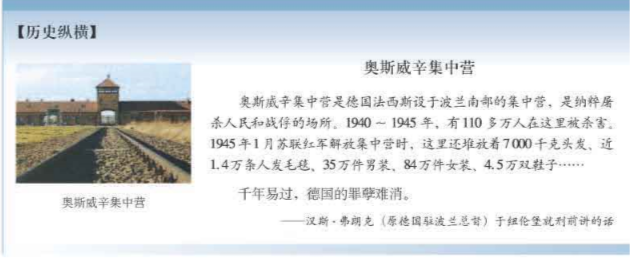 【历史纵横】
奥斯威辛集中营
奥斯威辛集中营是德国法西斯设于波兰南部的集中营，是纳粹屠
杀人民和战俘的场所。1940～1945年，有110多万人在这里被杀害。
1945年1月苏联红军解放集中营时，这里还堆放着7000千克头发、近
1.4万条人发毛毯、35万件男装、84万件女装、4.5万双鞋子……
千年易过，德国的罪孽难消。
——汉斯·弗朗克（原德国驻波兰总督）于纽伦堡就刑前讲的话
奥斯威辛集中营